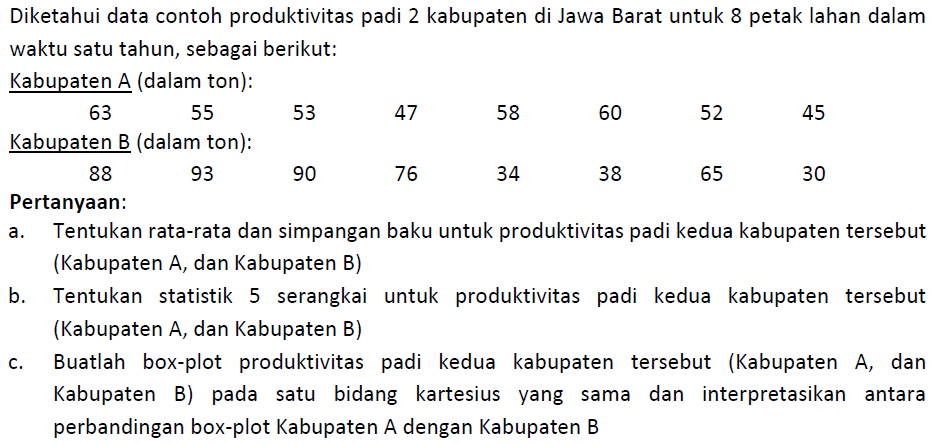 Diketahui data contoh produktivitas padi 2 kabupaten di Jawa Barat untuk 8 petak lahan dalam
waktu satu tahun, sebagai berikut:
Kabupaten A (dalam ton):
63 55 53 47 58 60 52 45
Kabupaten B (dalam ton):
88 93 90 76 34 38 65 30
Pertanyaan:
a. Tentukan rata-rata dan simpangan baku untuk produktivitas padi kedua kabupaten tersebut
(Kabupaten A, dan Kabupaten B)
b. Tentukan statistik 5 serangkai untuk produktivitas padi kedua kabupaten tersebut
(Kabupaten A, dan Kabupaten B)
c. Buatlah box-plot produktivitas padi kedua kabupaten tersebut (Kabupaten A, dan
Kabupaten B) pada satu bidang kartesius yang sama dan interpretasikan antara
perbandingan box-plot Kabupaten A dengan Kabupaten B